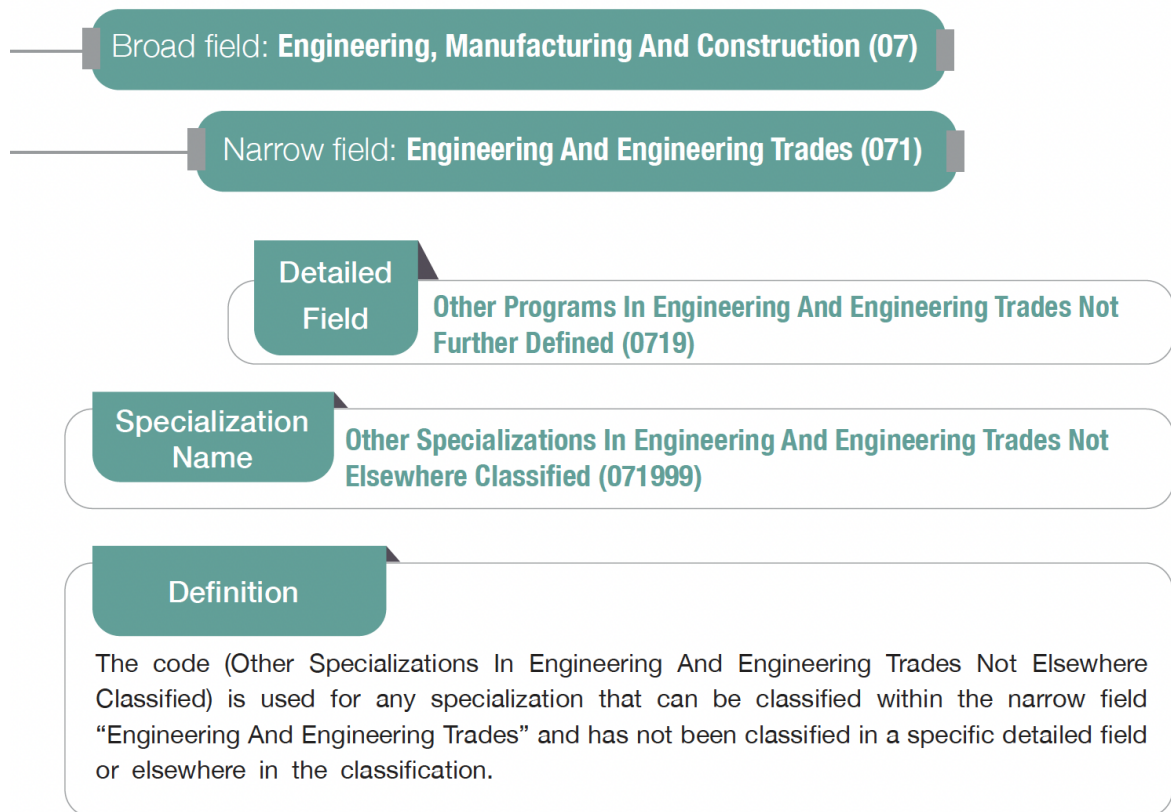 Broad field: Engineering, Manufacturing And Construction (07)
Narrow field: Engineering And Engineering Trades (071)
Detailed
Field
Other Programs In Engineering And Engineering Trades Not
Further Defined (0719)
Specialization
Name
Other Specializations In Engineering And Engineering Trades Not
Elsewhere Classified (071999)
Definition
The code (Other Specializations In Engineering And Engineering Trades Not Elsewhere
Classified) is used for any specialization that can be classified within the narrow field
“Engineering And Engineering Trades” and has not been classified in a specific detailed field
or elsewhere in the classification.